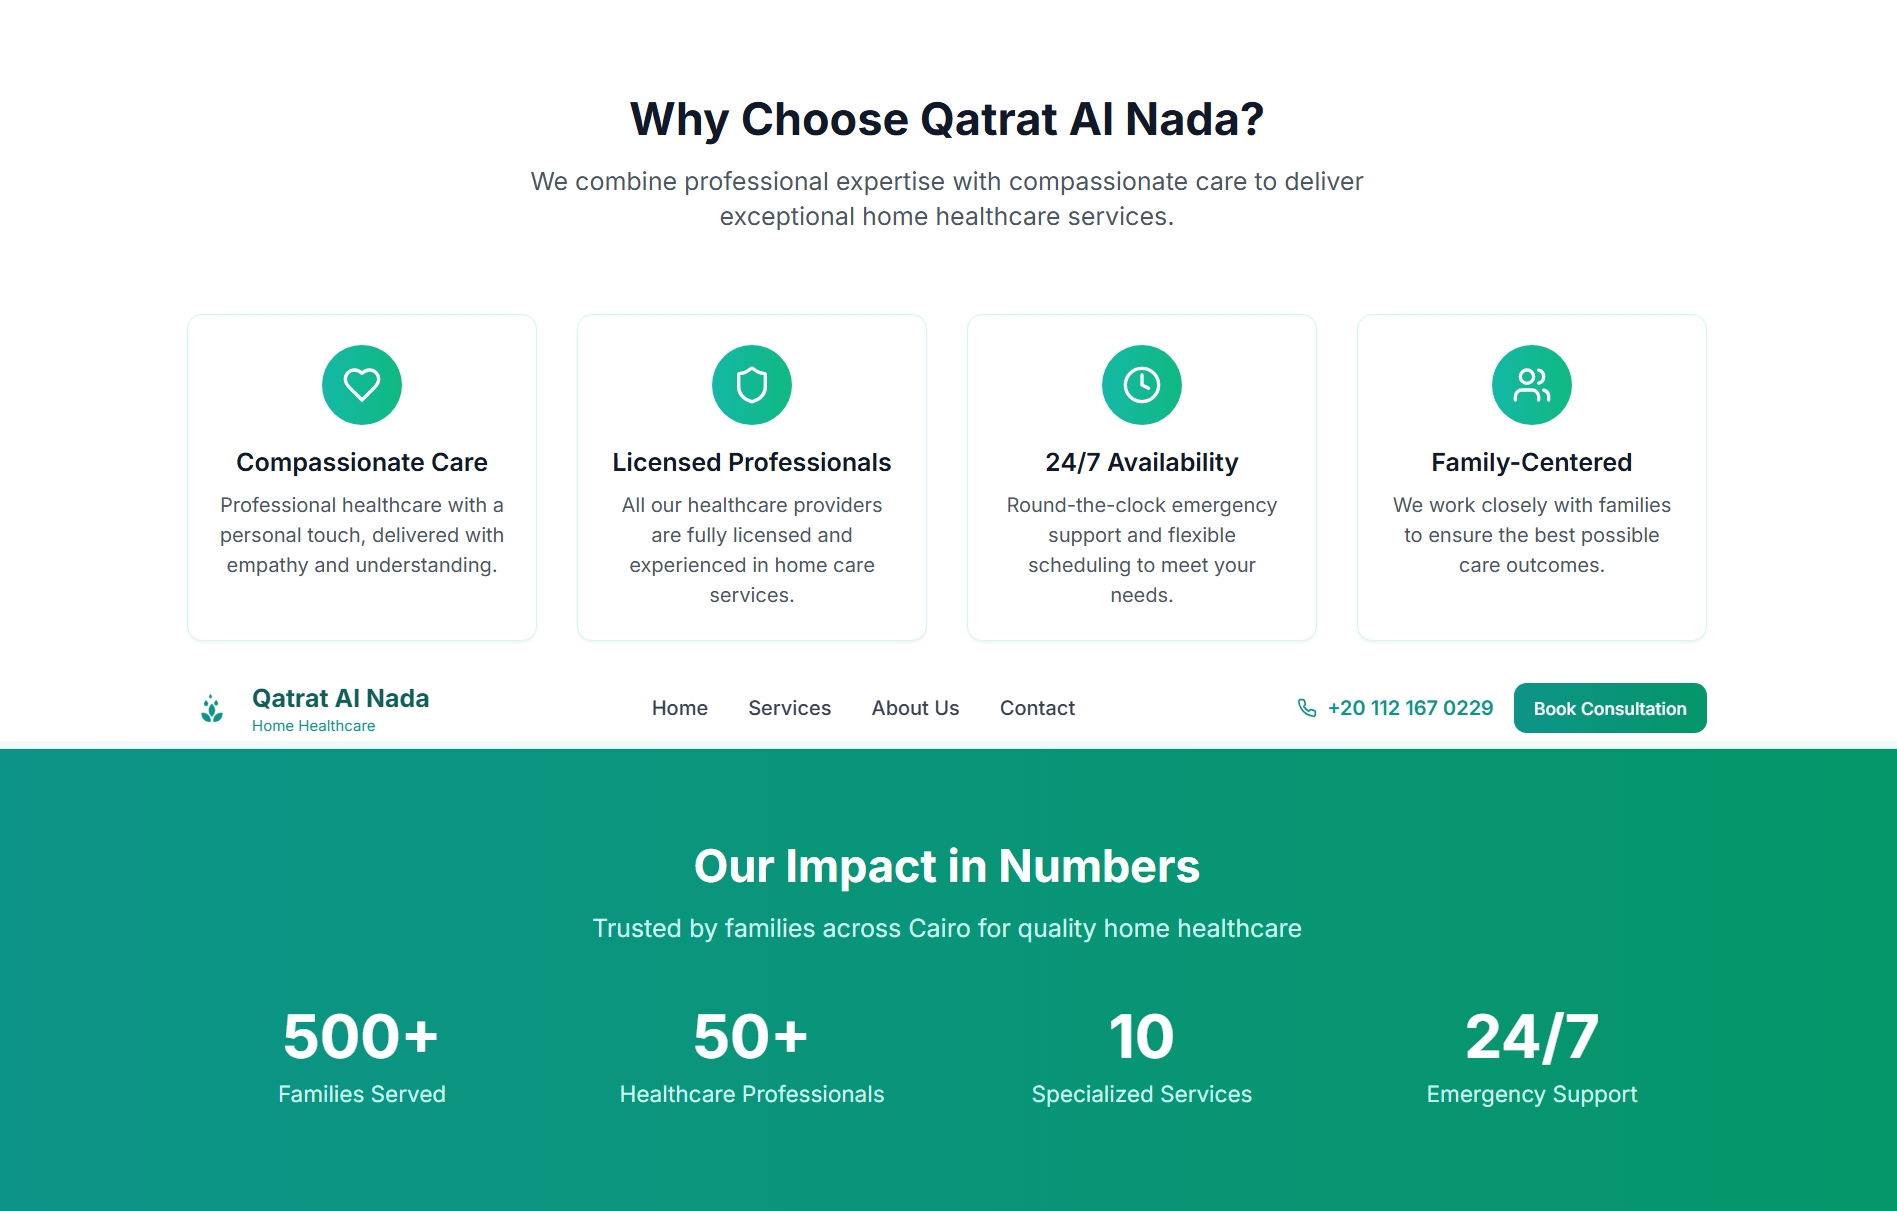 Why Choose Qatrat Al Nada?
We combine professional expertise with compassionate care to deliver
exceptional home healthcare services.
Compassionate Care
Professional healthcare with a
personal touch, delivered with
empathy and understanding.
Licensed Professionals
All our healthcare providers
are fully licensed and
experienced in home care
services.
24/7 Availability
Round-the-clock emergency
support and flexible
scheduling to meet your
needs.
Family-Centered
We work closely with families
to ensure the best possible
care outcomes.
Qatrat Al Nada
Home Healthcare
Home
Services
About Us
Contact
+20 112 167 0229
Book Consultation
Our Impact in Numbers
Trusted by families across Cairo for quality home healthcare
500+
Families Served
50+
Healthcare Professionals
10
Specialized Services
24/7
Emergency Support